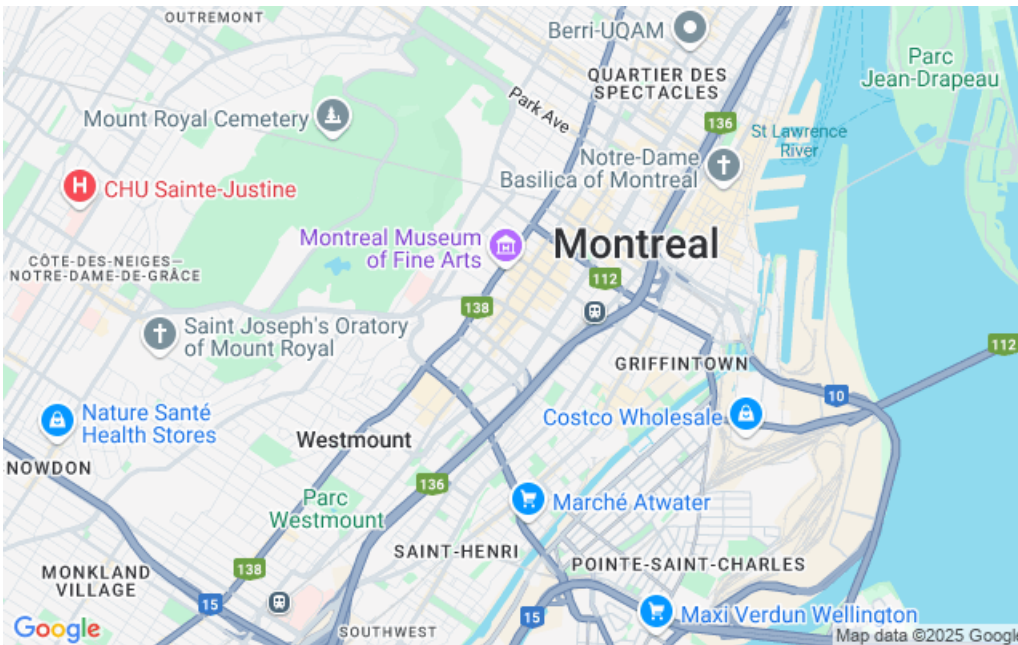 OUTREMONT
Berri-UQAM
QUARTIER DES
SPECTACLES
Parc
Jean-Drapeau
Park Ave
Mount Royal Cemetery
136
St Lawrence
River
Notre-Dame
Basilica of Montreal
H
CHU Sainte-Justine
Montreal Museum
of Fine Arts
Montreal
CÔTE-DES-NEIGES–
NOTRE-DAME-DE-GRÂCE
112
138
Saint Joseph's Oratory
of Mount Royal
112
GRIFFINTOWN
10
Nature Santé
Health Stores
Costco Wholesale
Westmount
NOWDON
136
Parc
Westmount
Marché Atwater
SAINT-HENRI
138
MONKLAND
VILLAGE
POINTE-SAINT-CHARLES
15
15
Maxi Verdun Wellington
Google
SOUTHWEST
Map data ©2025 Google